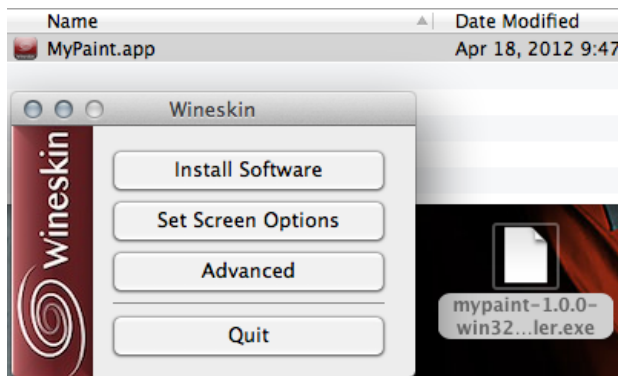 Name
Date Modified
MyPaint.app
Apr 18, 2012 9:47
Wineskin
wineskin
Install Software
Set Screen Options
Advanced
Quit
mypaint-1.0.0-
win32...ler.exe